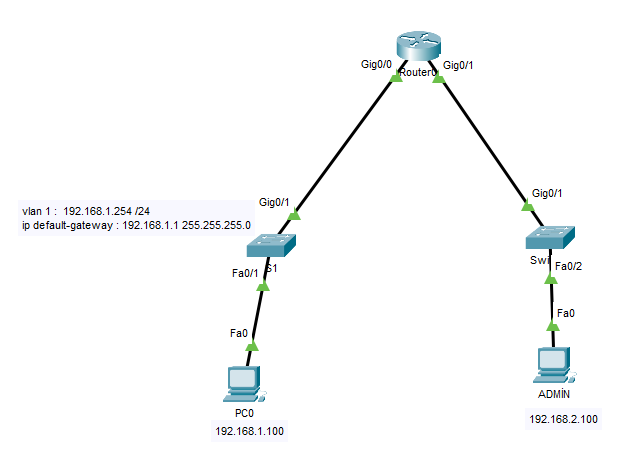 Gig0/0
Router0
Gig0/1
Gig0/1
Gig0/1
vlan 1 : 192.168.1.254 /24
ip default-gateway : 192.168.1.1 255.255.255.0
S1
Swi
Fa0/1
Fa0/2
Fa0
Fa0
PC0
ADMİN
192.168.1.100
192.168.2.100